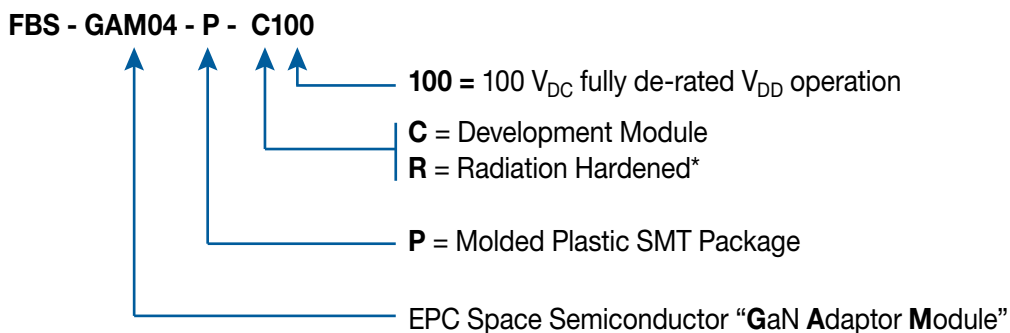 FBS - GAM04 - P - C100
100 = 100 VDC fully de-rated VDD operation
C = Development Module
R = Radiation Hardened*
P = Molded Plastic SMT Package
EPC Space Semiconductor “GaN Adaptor Module”